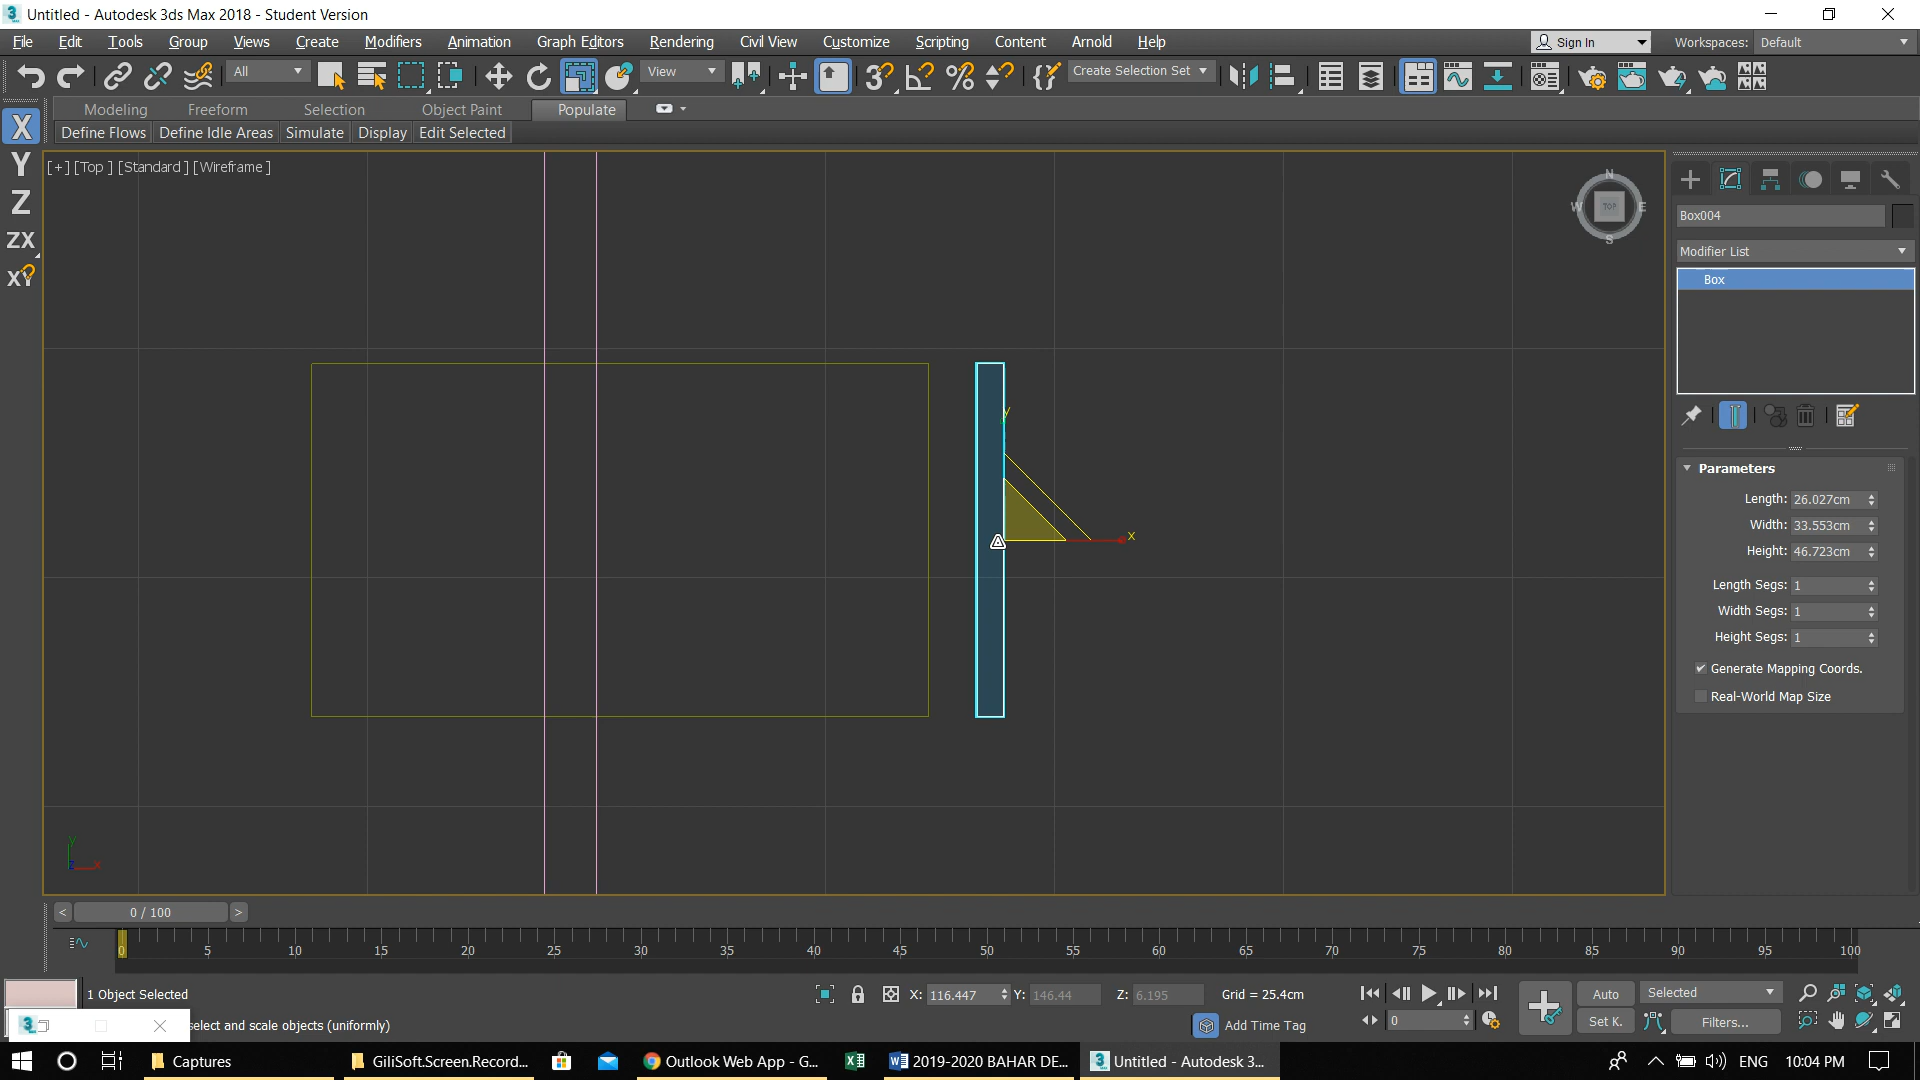 3 Untitled - Autodesk 3ds Max 2018 - Student Version
File Edit Tools Group Views Create Modifiers Animation Graph Editors Rendering Civil View Customize Scripting Content Arnold Help Sign In Workspaces: Default
All View Create Selection Set
Modeling Freeform Selection Object Paint Populate
Define Flows Define Idle Areas Simulate Display Edit Selected
X
Y
Z
ZX
XY
[+] [Top ] [Standard ] [Wireframe ]
N
W TOP E
S
Box004
Modifier List
Box
Parameters
Length: 26.027cm
Width: 33.553cm
Height: 46.723cm
Length Segs: 1
Width Segs: 1
Height Segs: 1
Generate Mapping Coords.
Real-World Map Size
y
x
y
z x
< 0 / 100 >
0 5 10 15 20 25 30 35 40 45 50 55 60 65 70 75 80 85 90 95 100
1 Object Selected X: 116.447 Y: 146.44 Z: 6.195 Grid = 25.4cm Auto Selected
select and scale objects (uniformly) Add Time Tag 0 Set K. Filters...
Captures GiliSoft.Screen.Record... Outlook Web App - G... 2019-2020 BAHAR DE... Untitled - Autodesk 3... ENG 10:04 PM